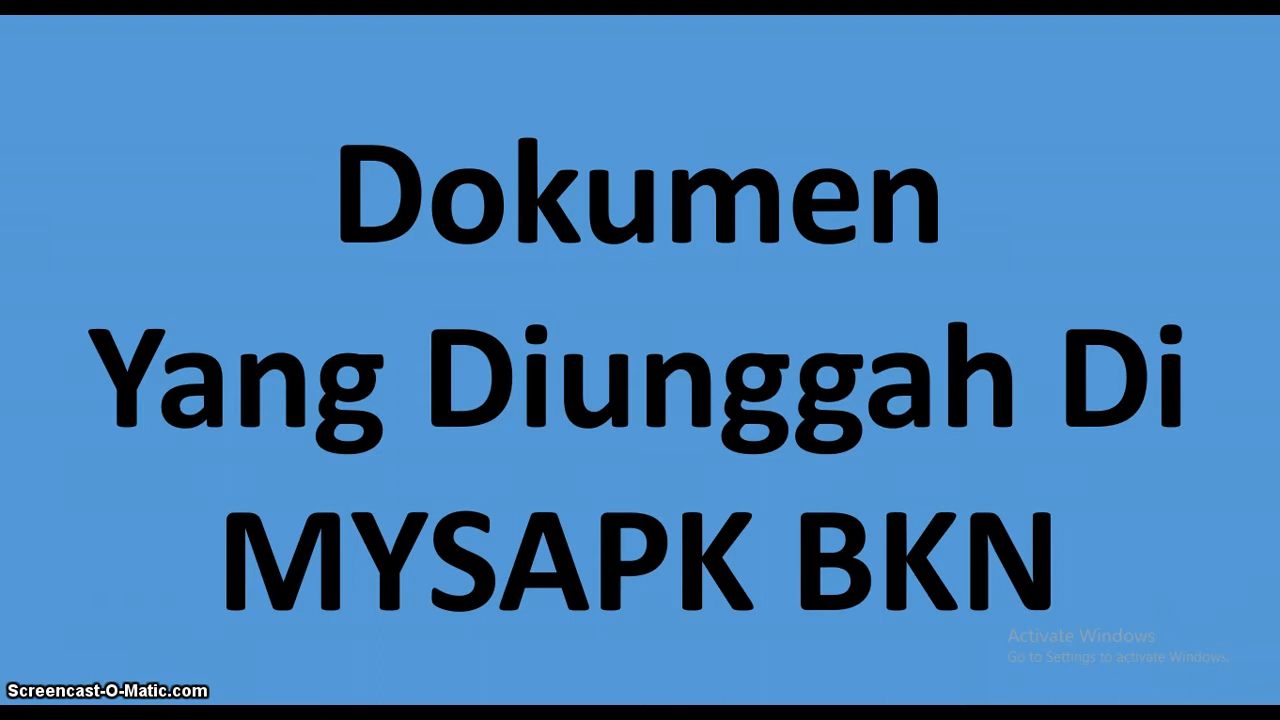 Dokumen
Yang Diunggah Di
MYSAPK BKN
Activate Windows
Go to Settings to activate Windows.
Screencast-O-Matic.com